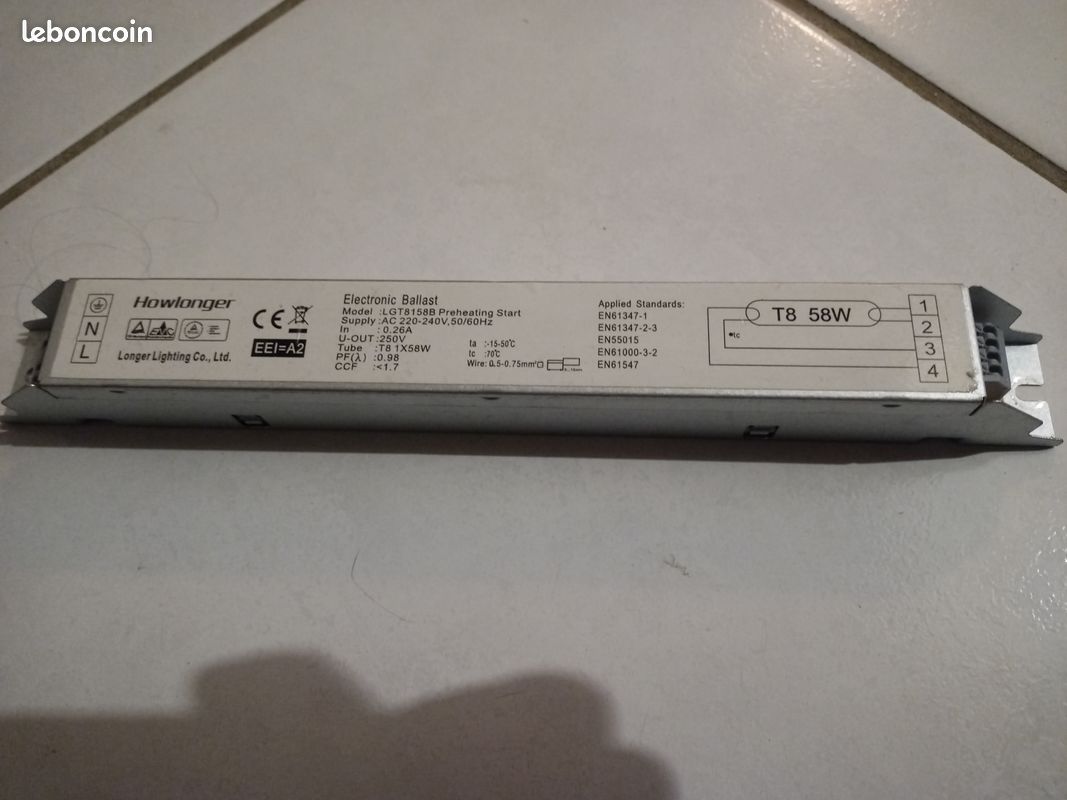 leboncoin
N
L
Howlonger
Longer Lighting Co., Ltd.
CE
EEI=A2
Electronic Ballast
Model :LGT8158B Preheating Start
Supply :AC 220-240V,50/60Hz
In :0.26A
U-OUT :250V
Tube :T8 1X58W
PF(λ) :0.98
CCF :<1.7
ta :-15-50℃
tc :70℃
Wire: 0.5-0.75mm²
Applied Standards:
EN61347-1
EN61347-2-3
EN55015
EN61000-3-2
EN61547
T8 58W
•tc
1
2
3
4